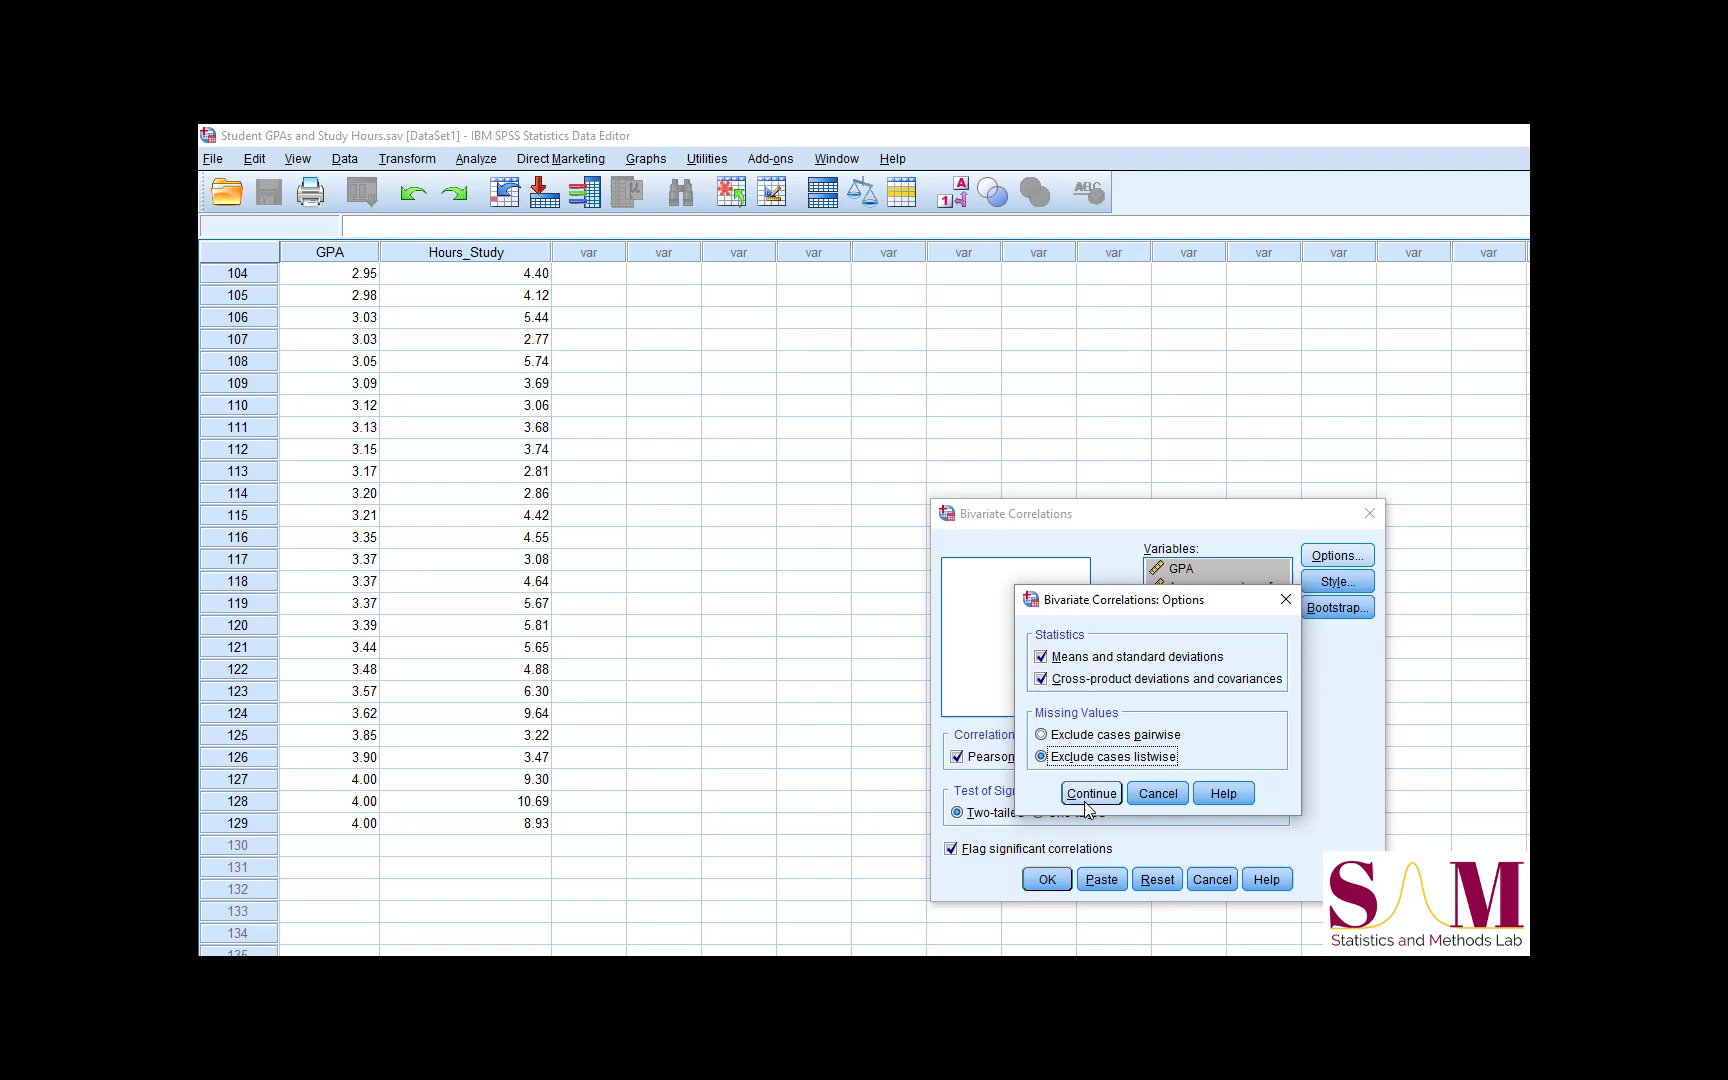 Student GPAs and Study Hours.sav [DataSet1] - IBM SPSS Statistics Data Editor
File Edit View Data Transform Analyze Direct Marketing Graphs Utilities Add-ons Window Help
1 A ABC
GPA Hours_Study var var var var var var var var var var var var var
104 2.95 4.40
105 2.98 4.12
106 3.03 5.44
107 3.03 2.77
108 3.05 5.74
109 3.09 3.69
110 3.12 3.06
111 3.13 3.68
112 3.15 3.74
113 3.17 2.81
114 3.20 2.86
115 3.21 4.42
116 3.35 4.55
117 3.37 3.08
118 3.37 4.64
119 3.37 5.67
120 3.39 5.81
121 3.44 5.65
122 3.48 4.88
123 3.57 6.30
124 3.62 9.64
125 3.85 3.22
126 3.90 3.47
127 4.00 9.30
128 4.00 10.69
129 4.00 8.93
130
131
132
133
134
135
Bivariate Correlations
Variables:
GPA
Options...
Style...
Bootstrap...
Bivariate Correlations: Options
Statistics
Means and standard deviations
Cross-product deviations and covariances
Missing Values
Exclude cases pairwise
Exclude cases listwise
Continue Cancel Help
Correlation
Pearson
Test of Sig
Two-taile
Flag significant correlations
OK Paste Reset Cancel Help
SAM
Statistics and Methods Lab